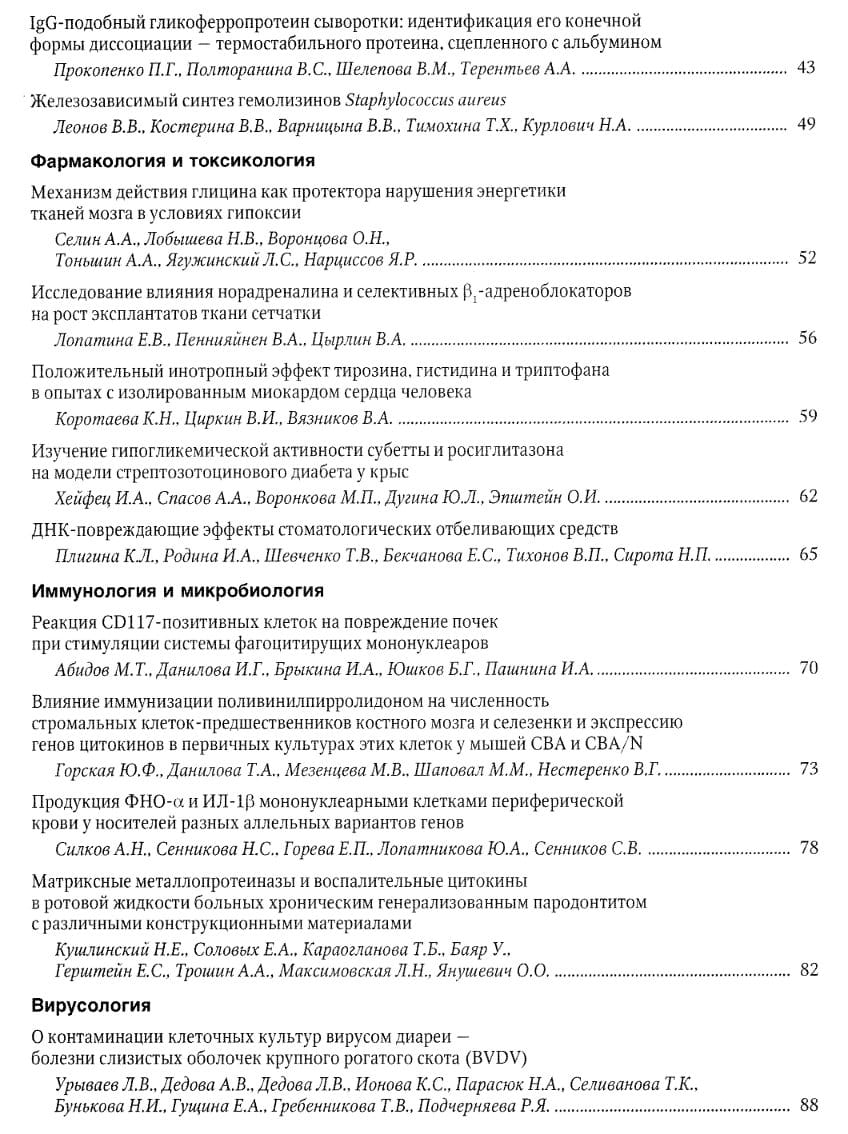 IgG-подобный гликоферропротеин сыворотки: идентификация его конечной
формы диссоциации — термостабильного протеина, сцепленного с альбумином
Прокопенко П.Г., Полторанина В.С., Шелепова В.М., Терентьев А.А. .......... 43
Железозависимый синтез гемолизинов Staphylococcus aureus
Леонов В.В., Костерина В.В., Варницына В.В., Тимохина Т.Х., Курлович Н.А. .......... 49
Фармакология и токсикология
Механизм действия глицина как протектора нарушения энергетики
тканей мозга в условиях гипоксии
Селин А.А., Лобышева Н.В., Воронцова О.Н.,
Тоньшин А.А., Ягужинский Л.С., Нарциссов Я.Р. .......... 52
Исследование влияния норадреналина и селективных β₁-адреноблокаторов
на рост эксплантатов ткани сетчатки
Лопатина Е.В., Пеннияйнен В.А., Цырлин В.А. .......... 56
Положительный инотропный эффект тирозина, гистидина и триптофана
в опытах с изолированным миокардом сердца человека
Коротаева К.Н., Циркин В.И., Вязников В.А. .......... 59
Изучение гипогликемической активности субетты и росиглитазона
на модели стрептозотоцинового диабета у крыс
Хейфец И.А., Спасов А.А., Воронкова М.П., Дугина Ю.Л., Эпштейн О.И. .......... 62
ДНК-повреждающие эффекты стоматологических отбеливающих средств
Плигина К.Л., Родина И.А., Шевченко Т.В., Бекчанова Е.С., Тихонов В.П., Сирота Н.П. .......... 65
Иммунология и микробиология
Реакция CD117-позитивных клеток на повреждение почек
при стимуляции системы фагоцитирущих мононуклеаров
Абидов М.Т., Данилова И.Г., Брыкина И.А., Юшков Б.Г., Пашнина И.А. .......... 70
Влияние иммунизации поливинилпирролидоном на численность
стромальных клеток-предшественников костного мозга и селезенки и экспрессию
генов цитокинов в первичных культурах этих клеток у мышей CBA и CBA/N
Горская Ю.Ф., Данилова Т.А., Мезенцева М.В., Шаповал М.М., Нестеренко В.Г. .......... 73
Продукция ФНО-α и ИЛ-1β мононуклеарными клетками периферической
крови у носителей разных аллельных вариантов генов
Силков А.Н., Сенникова Н.С., Горева Е.П., Лопатникова Ю.А., Сенников С.В. .......... 78
Матриксные металлопротеиназы и воспалительные цитокины
в ротовой жидкости больных хроническим генерализованным пародонтитом
с различными конструкционными материалами
Кушлинский Н.Е., Соловых Е.А., Караогланова Т.Б., Баяр У.,
Герштейн Е.С., Трошин А.А., Максимовская Л.Н., Янушевич О.О. .......... 82
Вирусология
О контаминации клеточных культур вирусом диареи —
болезни слизистых оболочек крупного рогатого скота (BVDV)
Урываев Л.В., Дедова А.В., Дедова Л.В., Ионова К.С., Парасюк Н.А., Селиванова Т.К.,
Бунькова Н.И., Гущина Е.А., Гребенникова Т.В., Подчерняева Р.Я. .......... 88